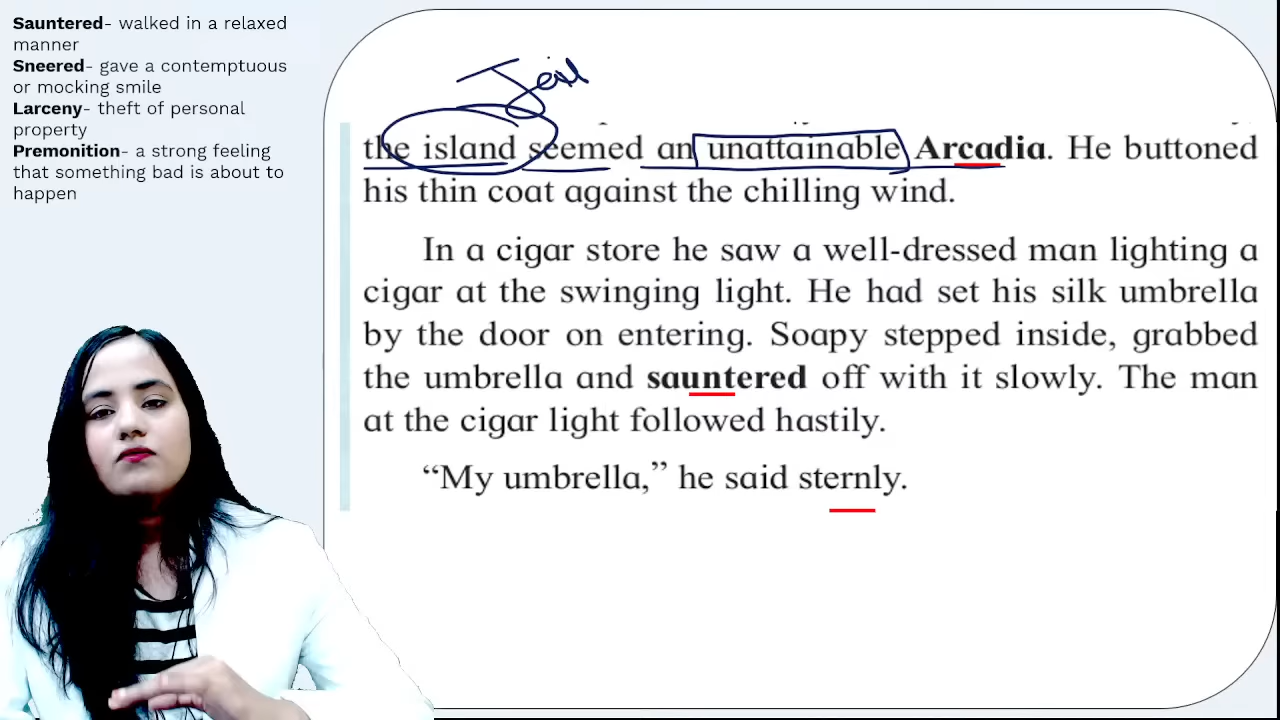 Sauntered- walked in a relaxed
manner
Sneered- gave a contemptuous
or mocking smile
Larceny- theft of personal
property
Premonition- a strong feeling
that something bad is about to
happen
Jail
the island seemed an unattainable Arcadia. He buttoned
his thin coat against the chilling wind.
In a cigar store he saw a well-dressed man lighting a
cigar at the swinging light. He had set his silk umbrella
by the door on entering. Soapy stepped inside, grabbed
the umbrella and sauntered off with it slowly. The man
at the cigar light followed hastily.
“My umbrella,” he said sternly.